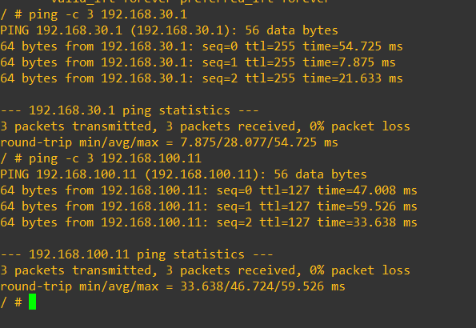 valid_lft forever preferred_lft forever
/ # ping -c 3 192.168.30.1
PING 192.168.30.1 (192.168.30.1): 56 data bytes
64 bytes from 192.168.30.1: seq=0 ttl=255 time=54.725 ms
64 bytes from 192.168.30.1: seq=1 ttl=255 time=7.875 ms
64 bytes from 192.168.30.1: seq=2 ttl=255 time=21.633 ms
--- 192.168.30.1 ping statistics ---
3 packets transmitted, 3 packets received, 0% packet loss
round-trip min/avg/max = 7.875/28.077/54.725 ms
/ # ping -c 3 192.168.100.11
PING 192.168.100.11 (192.168.100.11): 56 data bytes
64 bytes from 192.168.100.11: seq=0 ttl=127 time=47.008 ms
64 bytes from 192.168.100.11: seq=1 ttl=127 time=59.526 ms
64 bytes from 192.168.100.11: seq=2 ttl=127 time=33.638 ms
--- 192.168.100.11 ping statistics ---
3 packets transmitted, 3 packets received, 0% packet loss
round-trip min/avg/max = 33.638/46.724/59.526 ms
/ #